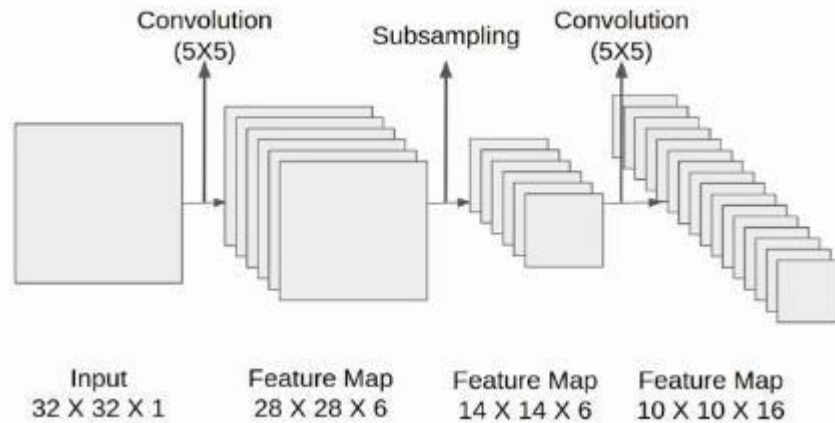 Convolution
(5X5)
Subsampling
Convolution
(5X5)
Input
32 X 32 X 1
Feature Map
28 X 28 X 6
Feature Map
14 X 14 X 6
Feature Map
10 X 10 X 16